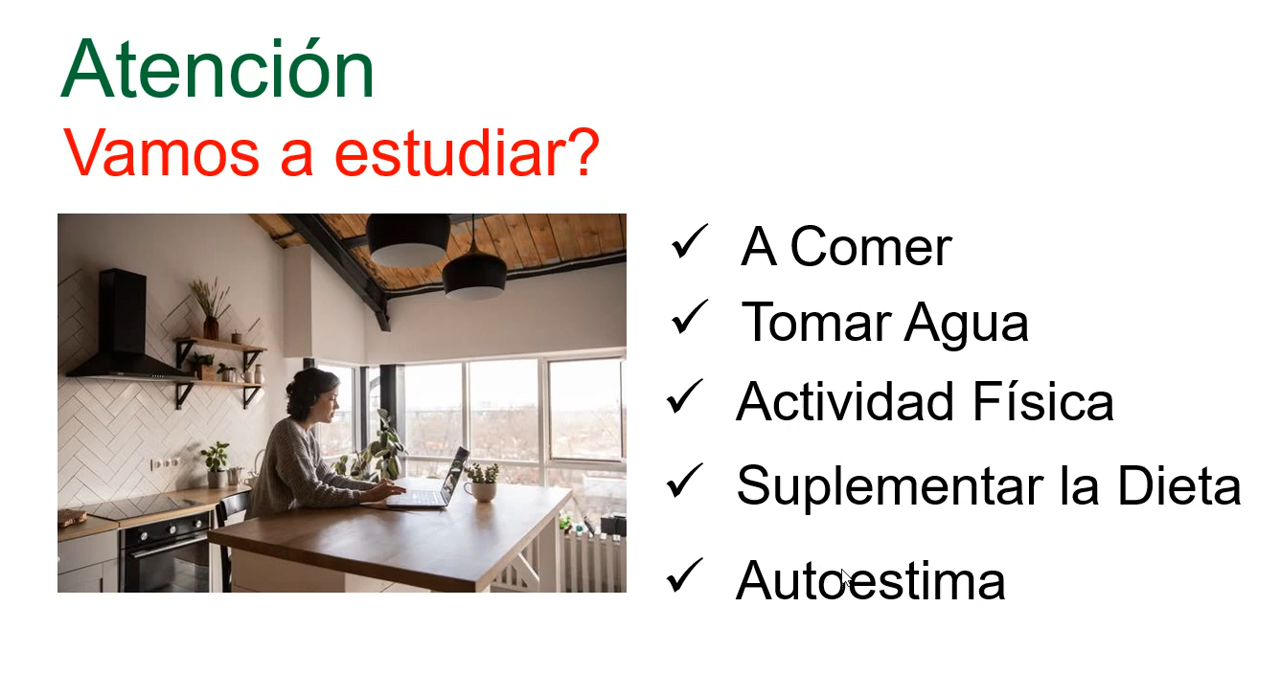 Atención
Vamos a estudiar?
A Comer
Tomar Agua
Actividad Física
Suplementar la Dieta
Autoestima